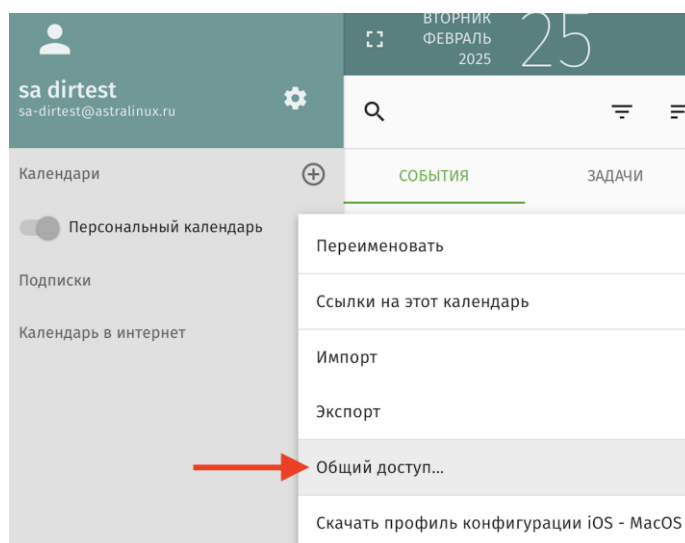 sa dirtest
sa-dirtest@astralinux.ru
Календари
Персональный календарь
Подписки
Календарь в интернет
ВТОРНИК
ФЕВРАЛЬ
2025
25
СОБЫТИЯ
ЗАДАЧИ
Переименовать
Ссылки на этот календарь
Импорт
Экспорт
Общий доступ...
Скачать профиль конфигурации iOS - MacOS